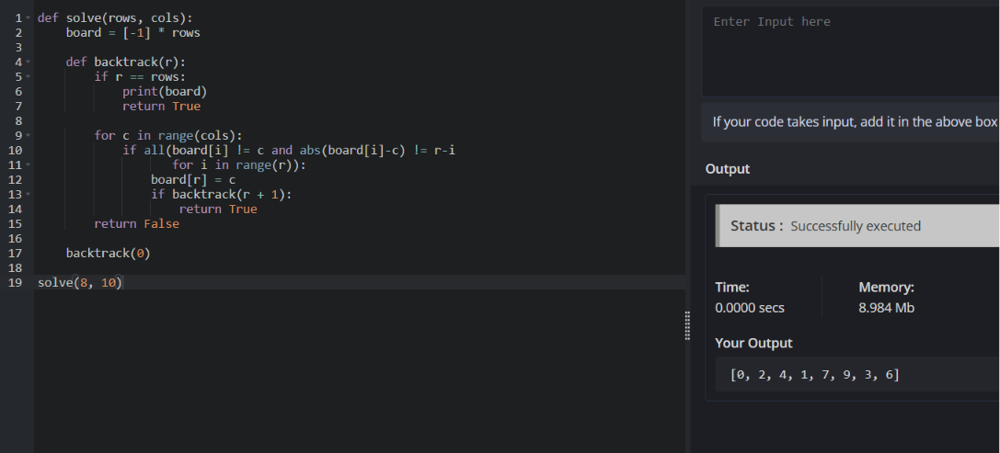 1 def solve(rows, cols):
2     board = [-1] * rows
3
4     def backtrack(r):
5         if r == rows:
6             print(board)
7             return True
8
9         for c in range(cols):
10             if all(board[i] != c and abs(board[i]-c) != r-i
11                    for i in range(r)):
12                 board[r] = c
13                 if backtrack(r + 1):
14                     return True
15         return False
16
17     backtrack(0)
18
19 solve(8, 10)
Enter Input here
If your code takes input, add it in the above box
Output
Status : Successfully executed
Time: Memory:
0.0000 secs 8.984 Mb
Your Output
[0, 2, 4, 1, 7, 9, 3, 6]